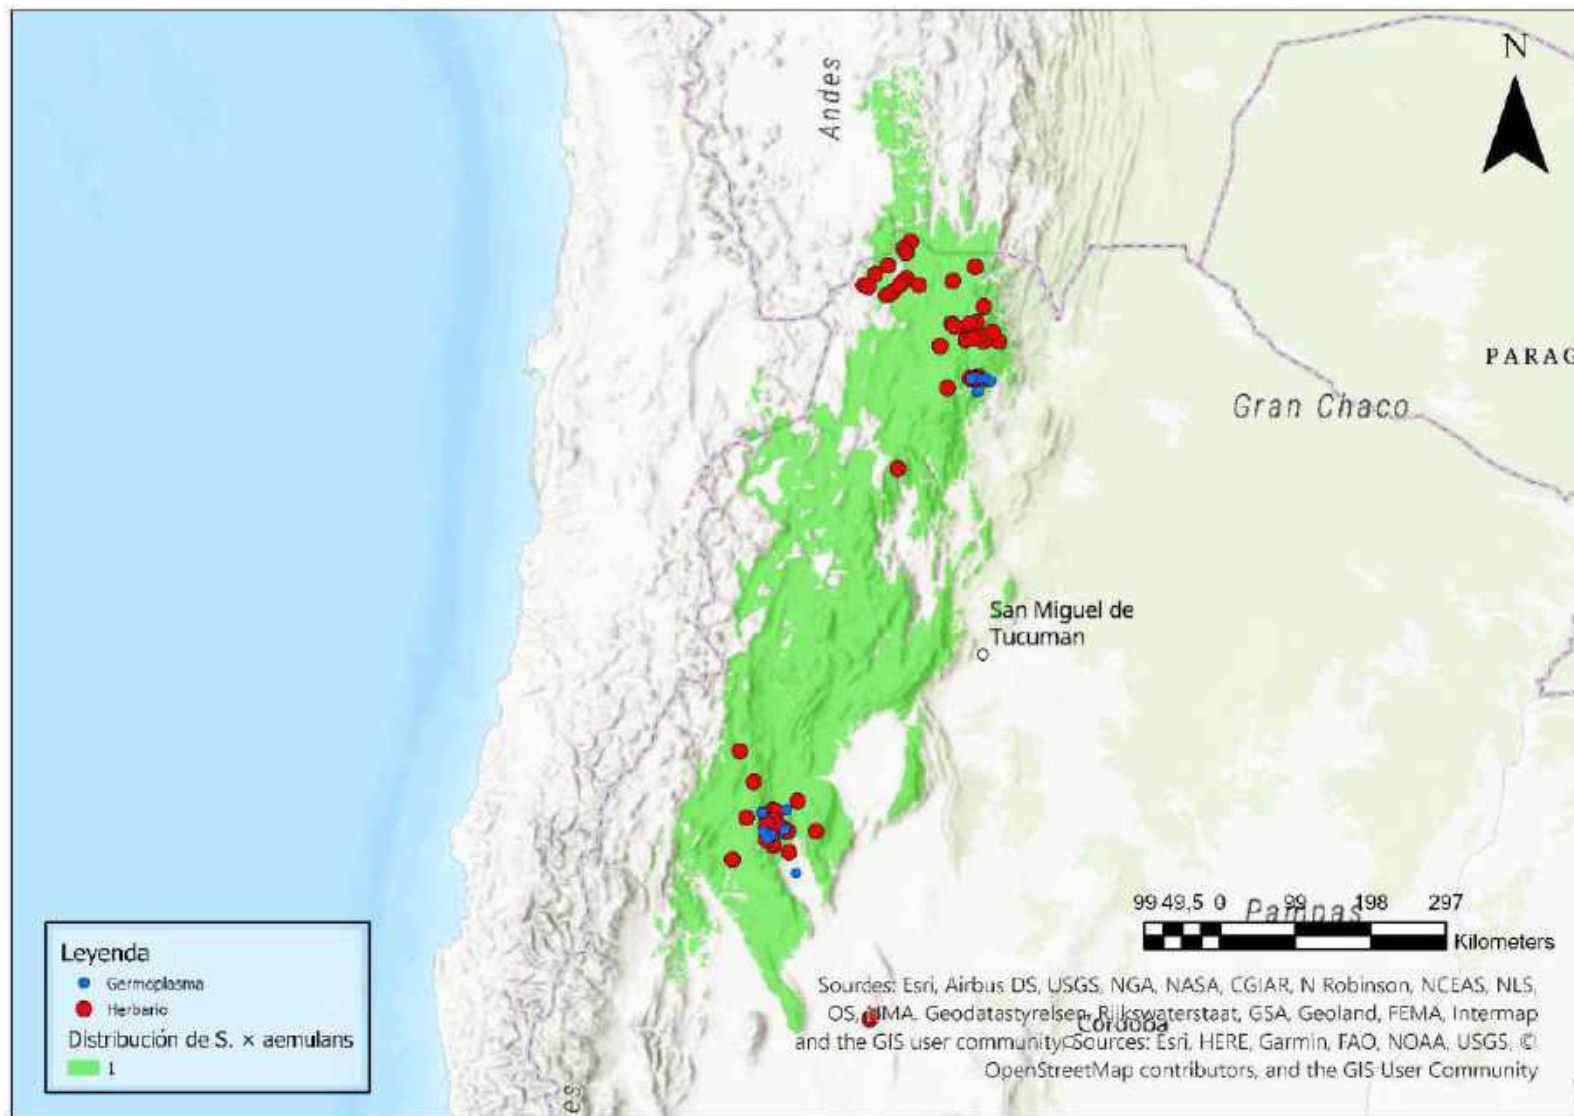 N
Andes
PARAG
Gran Chaco
San Miguel de
Tucuman
99 49,5 0 99 198 297
Pampas
Kilometers
Leyenda
Germoplasma
Herbario
Distribución de S. × aemulans
1
Sources: Esri, Airbus DS, USGS, NGA, NASA, CGIAR, N Robinson, NCEAS, NLS,
OS, NMA, Geodatastyrelsen, Rijkswaterstaat, GSA, Geoland, FEMA, Intermap
Córdoba
and the GIS user community Sources: Esri, HERE, Garmin, FAO, NOAA, USGS, ©
OpenStreetMap contributors, and the GIS User Community
es